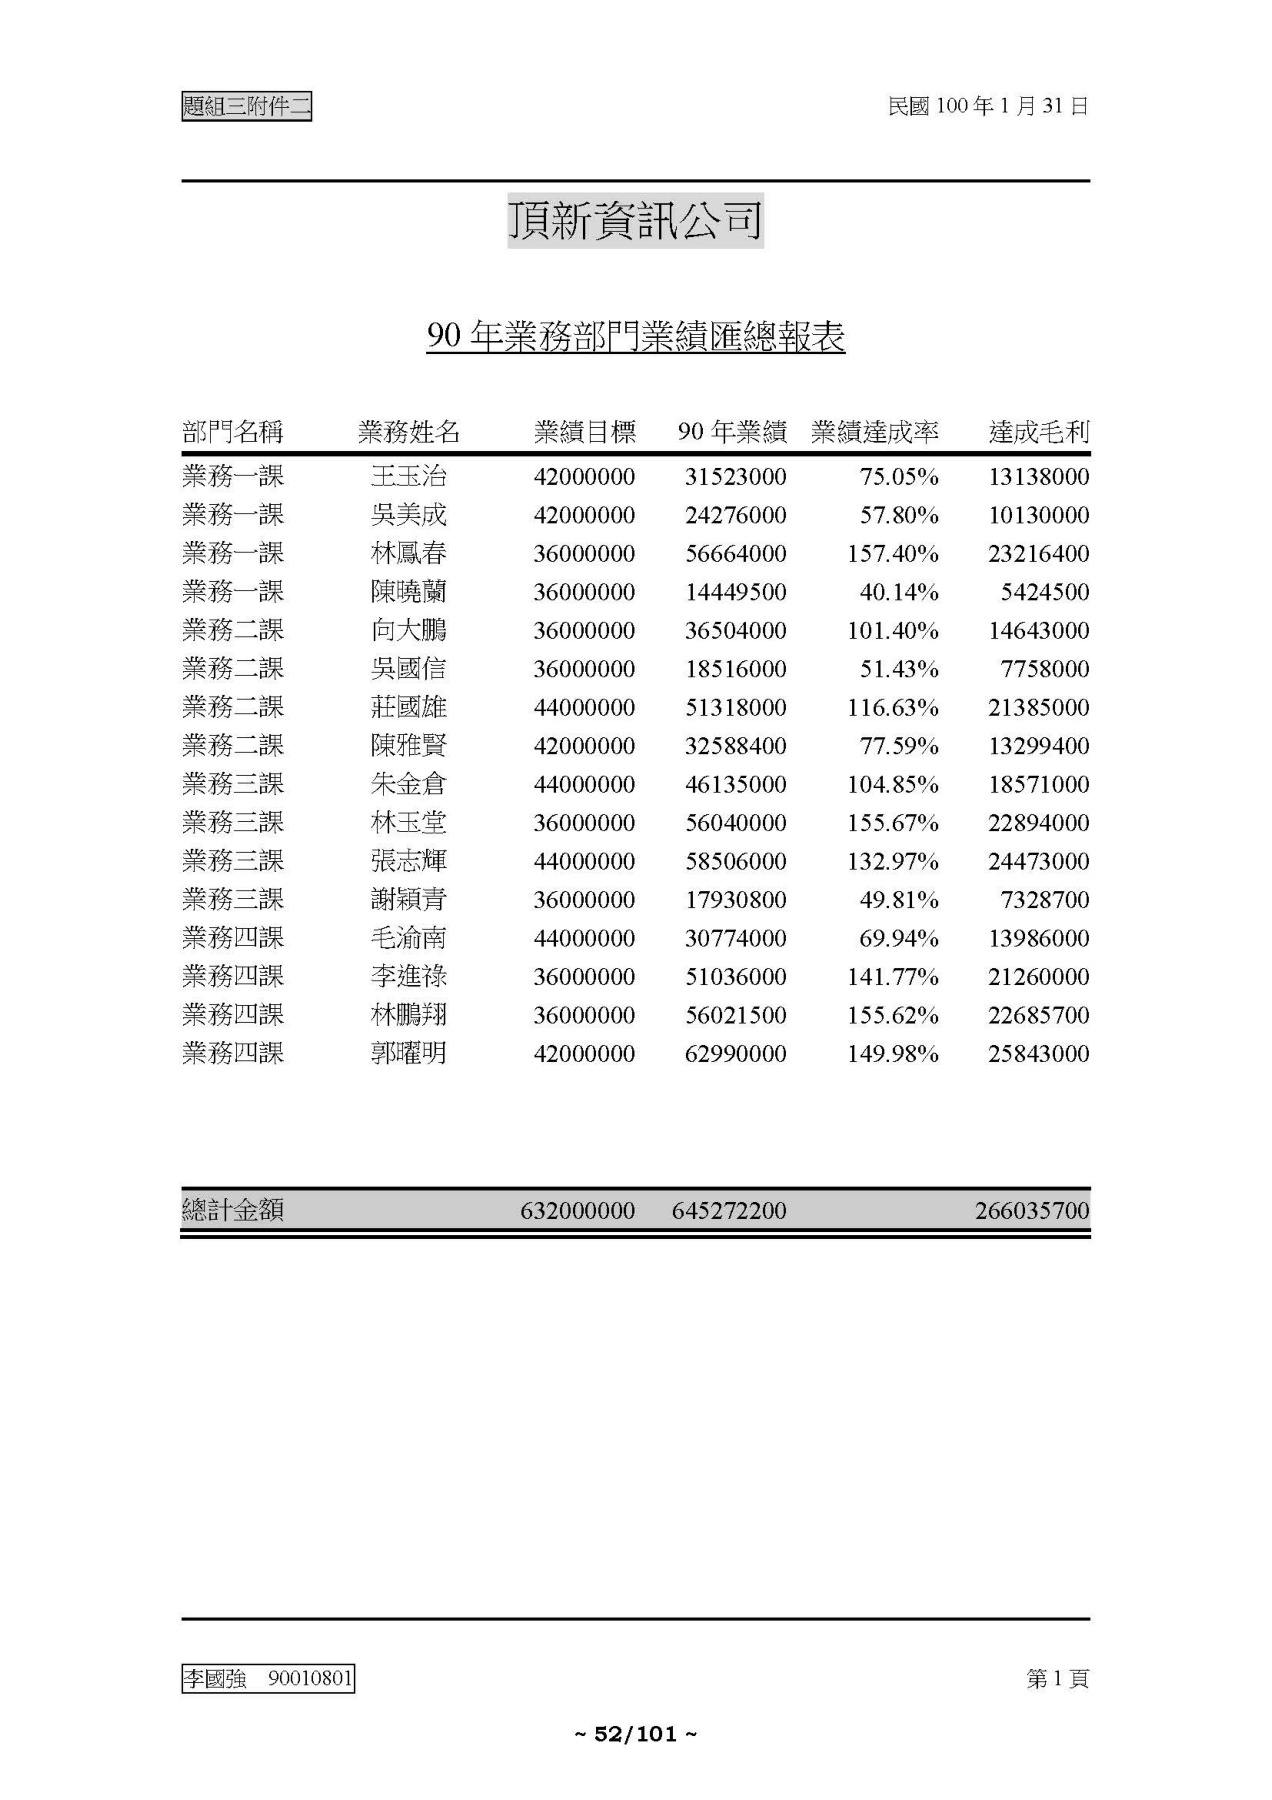 題組三附件二 民國 100 年 1 月 31 日
頂新資訊公司
90 年業務部門業績匯總報表
部門名稱 業務姓名 業績目標 90 年業績 業績達成率 達成毛利
業務一課 王玉治 42000000 31523000 75.05% 13138000
業務一課 吳美成 42000000 24276000 57.80% 10130000
業務一課 林鳳春 36000000 56664000 157.40% 23216400
業務一課 陳曉蘭 36000000 14449500 40.14% 5424500
業務二課 向大鵬 36000000 36504000 101.40% 14643000
業務二課 吳國信 36000000 18516000 51.43% 7758000
業務二課 莊國雄 44000000 51318000 116.63% 21385000
業務二課 陳雅賢 42000000 32588400 77.59% 13299400
業務三課 朱金倉 44000000 46135000 104.85% 18571000
業務三課 林玉堂 36000000 56040000 155.67% 22894000
業務三課 張志輝 44000000 58506000 132.97% 24473000
業務三課 謝穎青 36000000 17930800 49.81% 7328700
業務四課 毛渝南 44000000 30774000 69.94% 13986000
業務四課 李進祿 36000000 51036000 141.77% 21260000
業務四課 林鵬翔 36000000 56021500 155.62% 22685700
業務四課 郭曜明 42000000 62990000 149.98% 25843000
總計金額 632000000 645272200 266035700
李國強 90010801 第 1 頁
~ 52/101 ~